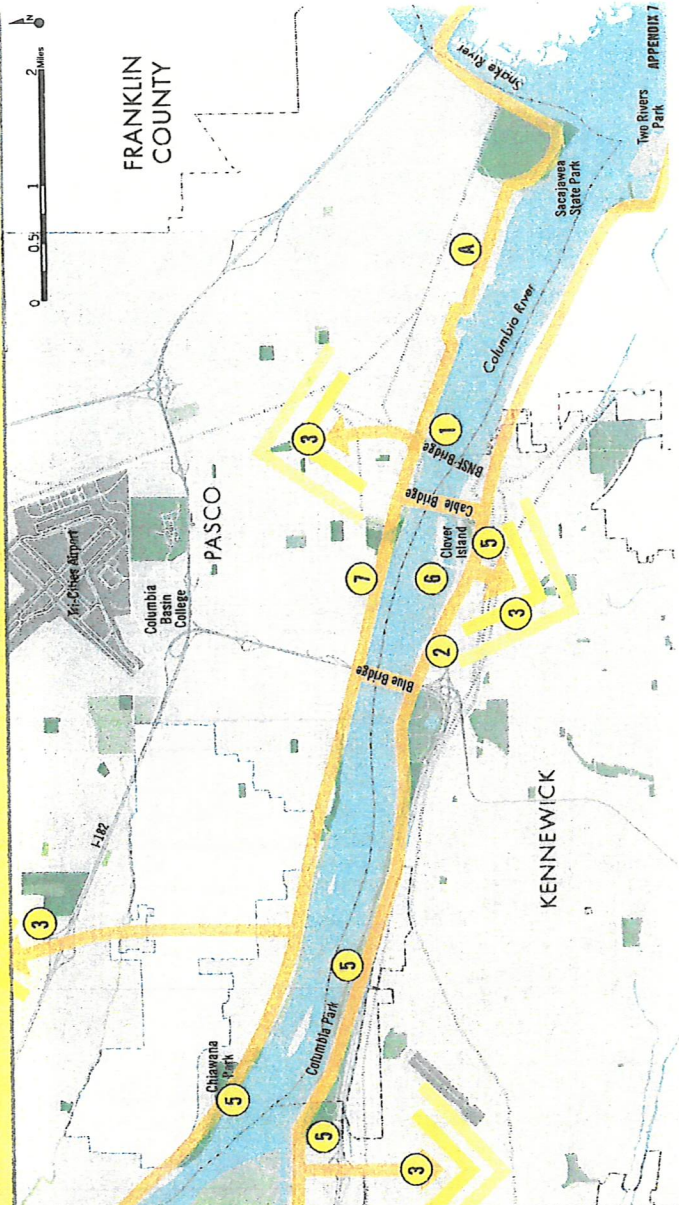 N
0 0.5 1 2
Miles
FRANKLIN
COUNTY
I-182
3
Tri-Cities Airport
Columbia
Basin
College
PASCO
3
Chiawana
Park
5
7
1
A
Snake River
Columbia Park
5
Blue Bridge
6
Clover
Island
Cable Bridge
BNSF Bridge
Columbia River
Sacajawea
State Park
5
3
2
5
3
KENNEWICK
Two Rivers
Park
APPENDIX 7